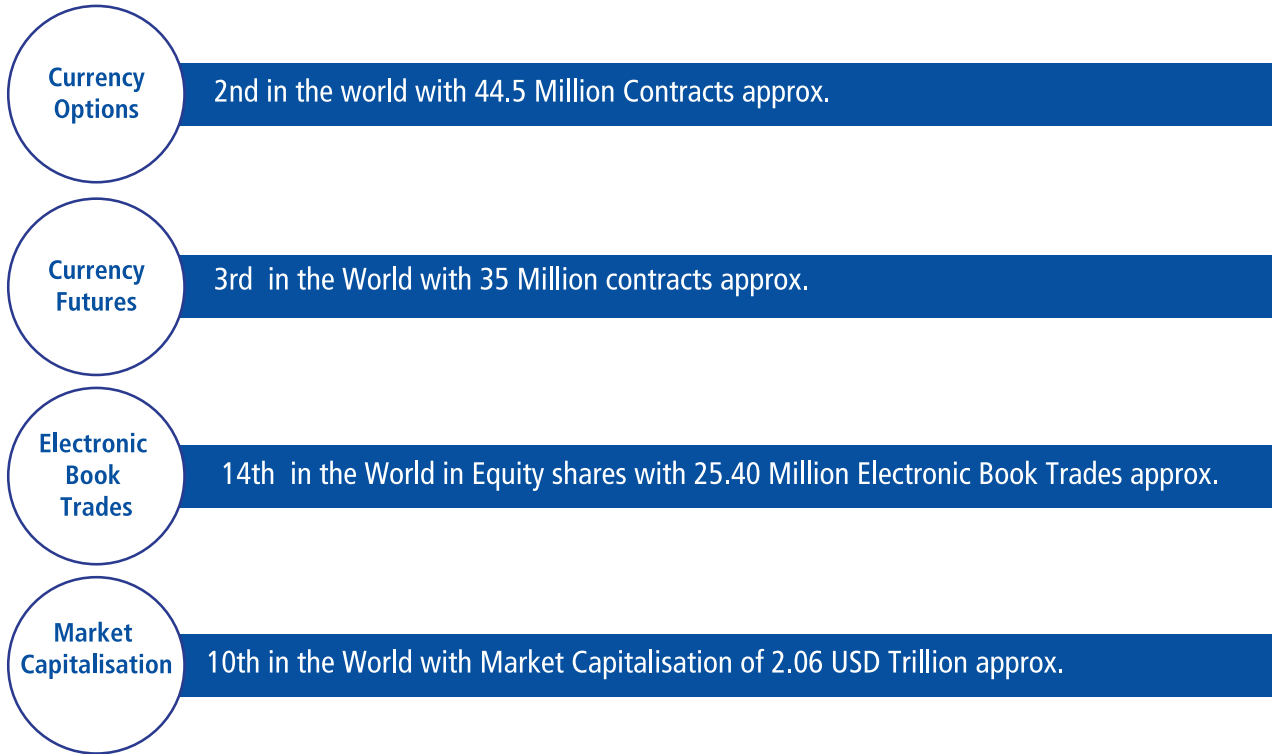 Currency
Options
2nd in the world with 44.5 Million Contracts approx.
Currency
Futures
3rd in the World with 35 Million contracts approx.
Electronic
Book
Trades
14th in the World in Equity shares with 25.40 Million Electronic Book Trades approx.
Market
Capitalisation
10th in the World with Market Capitalisation of 2.06 USD Trillion approx.